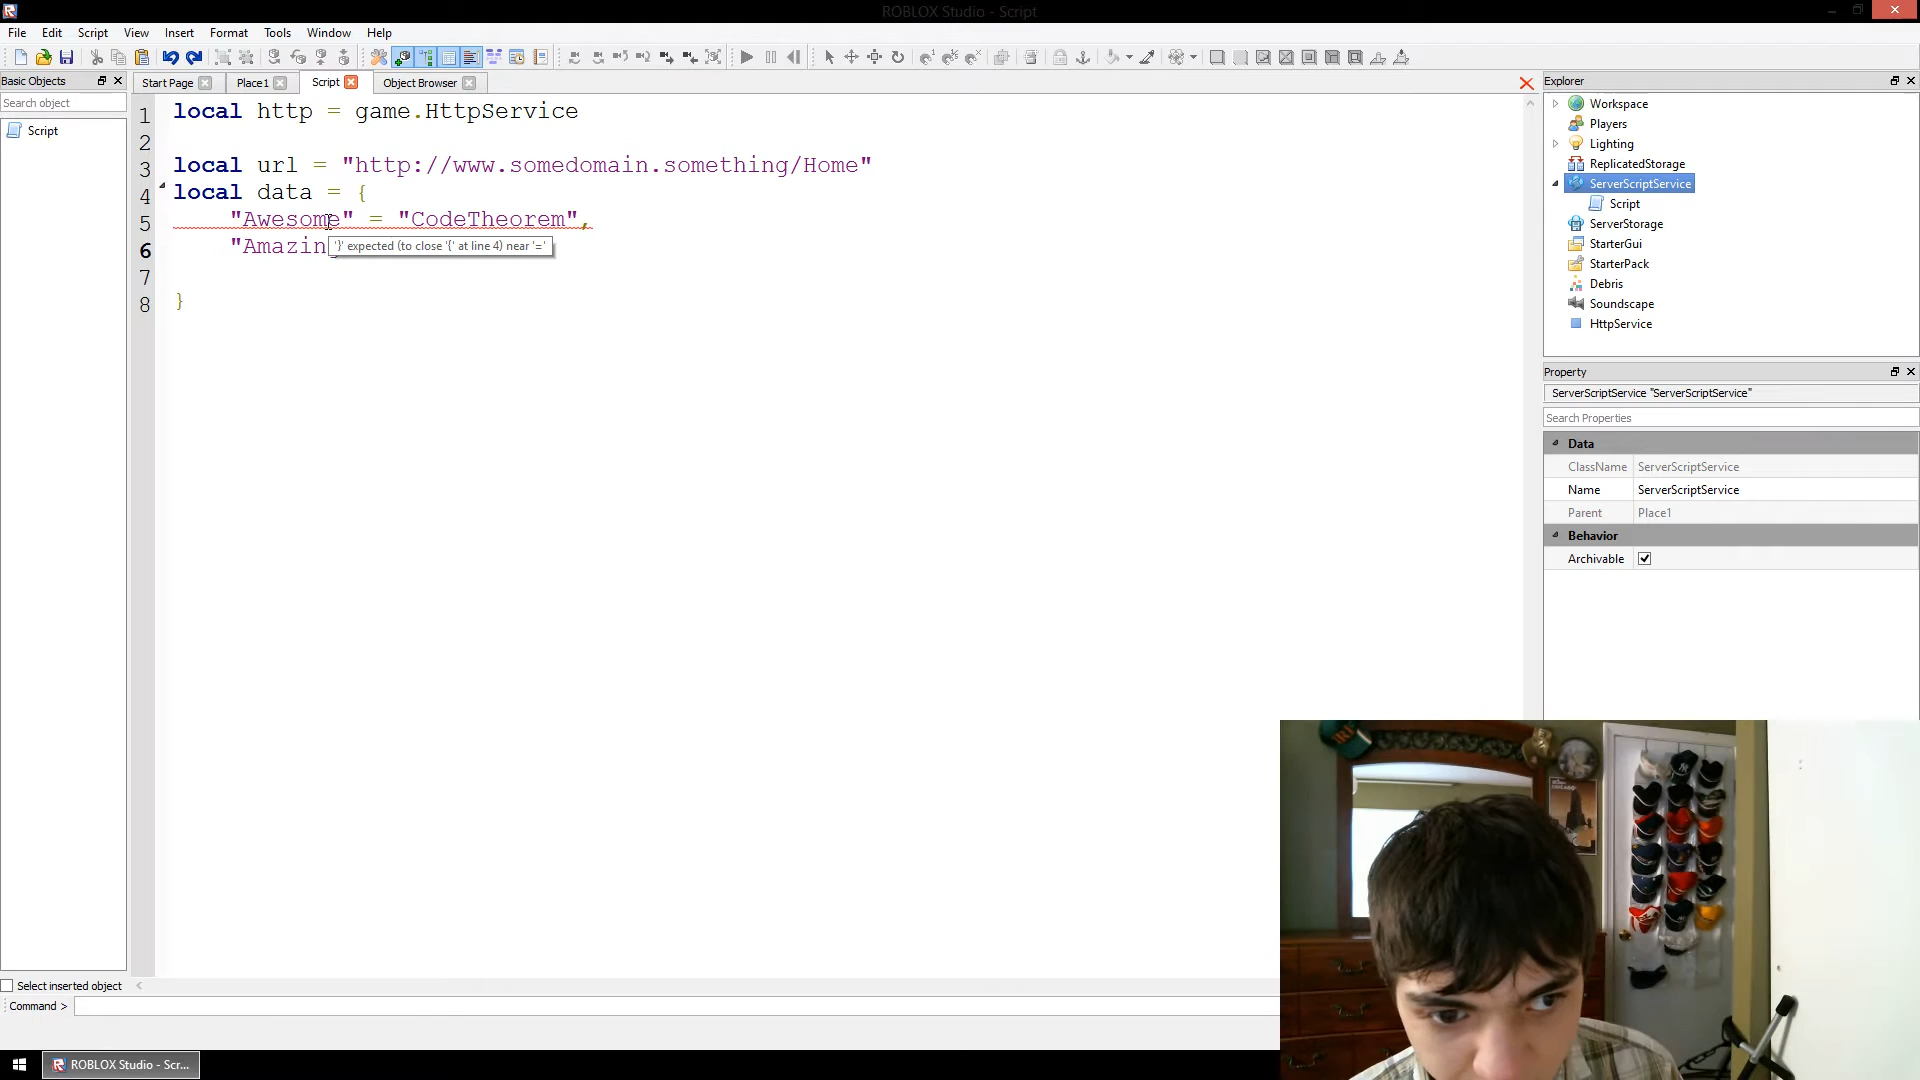 ROBLOX Studio - Script
File Edit Script View Insert Format Tools Window Help
Basic Objects
Start Page Place1 Script Object Browser
Explorer
Search object
Script
1 local http = game.HttpService
2
3 local url = "http://www.somedomain.something/Home"
4 local data = {
5 "Awesome" = "CodeTheorem",
6 "Amazin
'}' expected (to close '{' at line 4) near '='
7
8 }
Workspace
Players
Lighting
ReplicatedStorage
ServerScriptService
Script
ServerStorage
StarterGui
StarterPack
Debris
Soundscape
HttpService
Property
ServerScriptService "ServerScriptService"
Search Properties
Data
ClassName ServerScriptService
Name ServerScriptService
Parent Place1
Behavior
Archivable
Select inserted object
Command >
ROBLOX Studio - Scr...